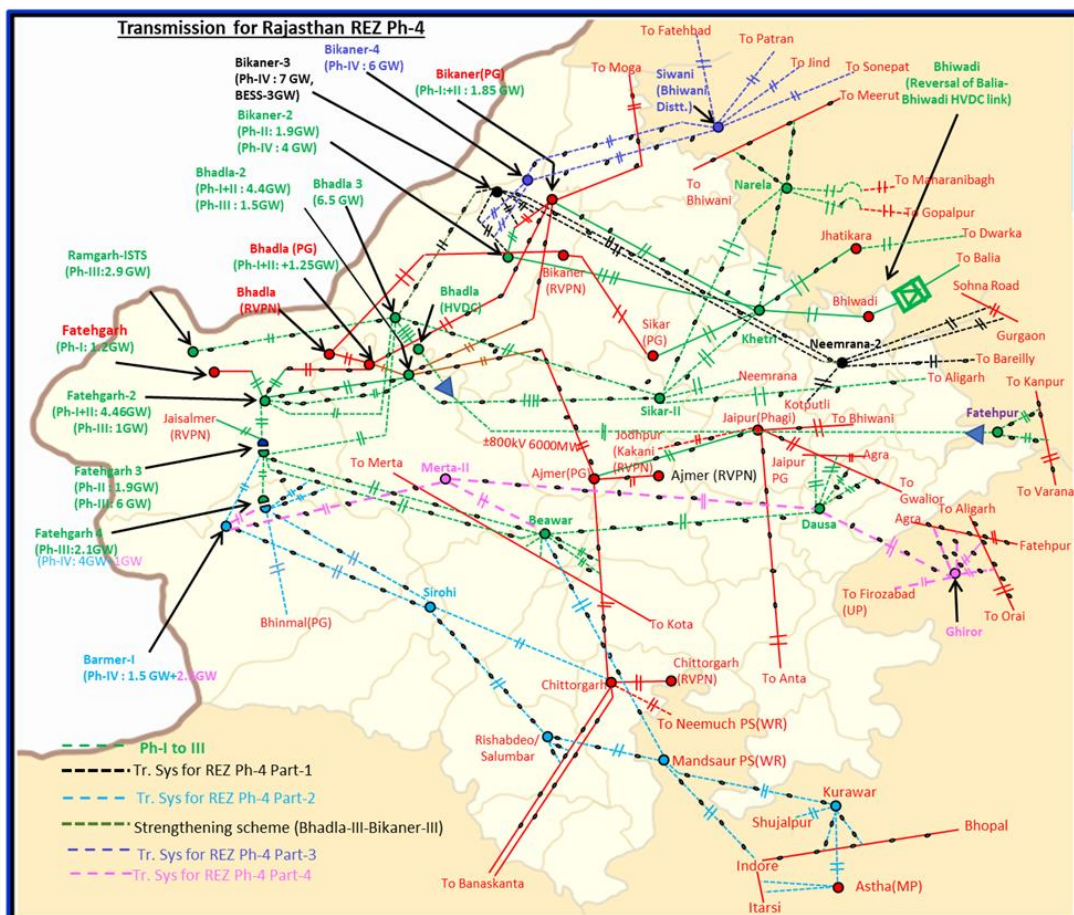 Transmission for Rajasthan REZ Ph-4
Bikaner-3
(Ph-IV : 7 GW,
BESS-3GW)
Bikaner-4
(Ph-IV : 6 GW)
Bikaner(PG)
(Ph-I:+II : 1.85 GW)
To Fatehbad
To Patran
To Jind
To Sonepat
To Moga
Siwani
(Bhiwani
Distt.)
To Meerut
Bhiwadi
(Reversal of Balia-
Bhiwadi HVDC link)
Bikaner-2
(Ph-II: 1.9GW)
(Ph-IV: 4 GW)
Bhadla-2
(Ph-I+II : 4.4GW)
(Ph-III : 1.5GW)
Bhadla 3
(6.5 GW)
To
Bhiwani
Narela
To Maharanibagh
To Gopalpur
Ramgarh-ISTS
(Ph-III:2.9 GW)
Bhadla (PG)
(Ph-I+II: +1.25GW)
Bhadla
(RVPN)
Bhadla
(HVDC)
Bikaner
(RVPN)
Jhatikara
To Dwarka
To Balia
Bhiwadi
Sohna Road
Gurgaon
Fatehgarh
(Ph-I: 1.2GW)
Sikar
(PG)
Khetri
Neemrana-2
To Bareilly
Fatehgarh-2
(Ph-I+II: 4.46GW)
(Ph-III: 1GW)
Neemrana
Kotputli
To Aligarh
To Kanpur
Jaisalmer
(RVPN)
Sikar-II
Jaipur(Phagi)
To Bhiwani
Fatehpur
±800kV 6000MW
Jodhpur
(Kakani)
(RVPN)
Fatehgarh 3
(Ph-II: 1.9GW)
(Ph-III: 6 GW)
To Merta
Merta-II
Ajmer(PG)
Ajmer (RVPN)
Jaipur
PG
Agra
To
Gwalior
To Varana
Fatehgarh 4
(Ph-III:2.1GW)
(Ph-IV: 4GW+1GW
Beawar
Dausa
Agra
To Aligarh
Fatehpur
Bhinmal(PG)
Sirohi
To Kota
To Firozabad
(UP)
To Orai
Ghiror
Barmer-I
(Ph-IV : 1.5 GW+2.5GW
Chittorgarh
Chittorgarh
(RVPN)
To Anta
To Neemuch PS(WR)
Rishabdeo/
Salumbar
Mandsaur PS(WR)
Kurawar
Shujalpur
Bhopal
Indore
To Banaskanta
Astha(MP)
Itarsi
Ph-I to III
Tr. Sys for REZ Ph-4 Part-1
Tr. Sys for REZ Ph-4 Part-2
Strengthening scheme (Bhadla-III-Bikaner-III)
Tr. Sys for REZ Ph-4 Part-3
Tr. Sys for REZ Ph-4 Part-4